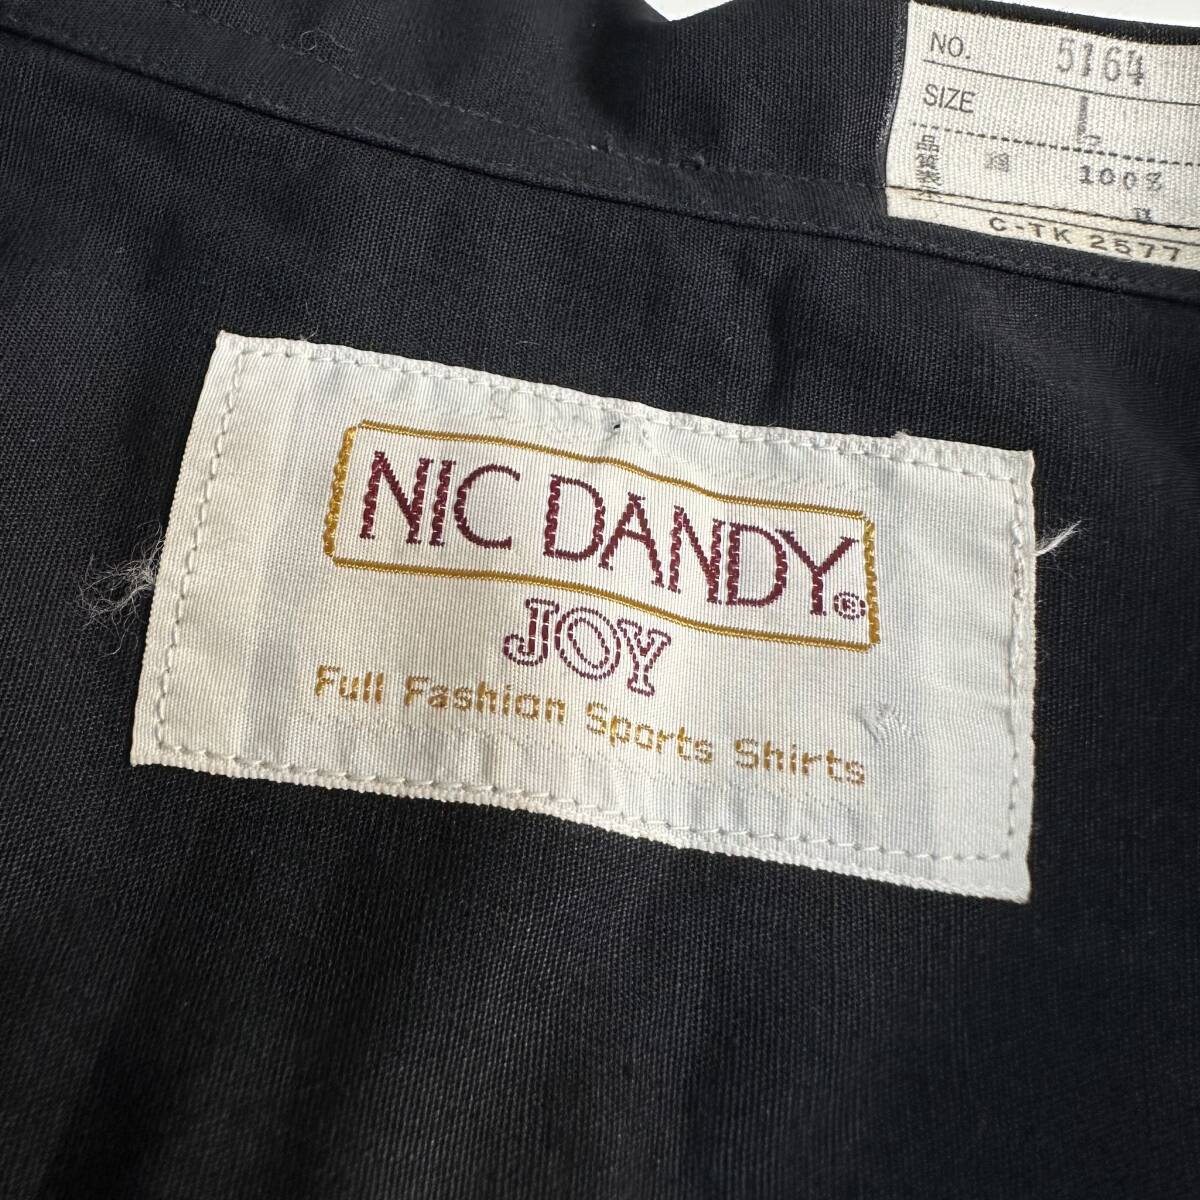 NO. 5164
SIZE L
品質表示 綿 100%
C-TK 2577
NIC DANDY®
JOY
Full Fashion Sports Shirts